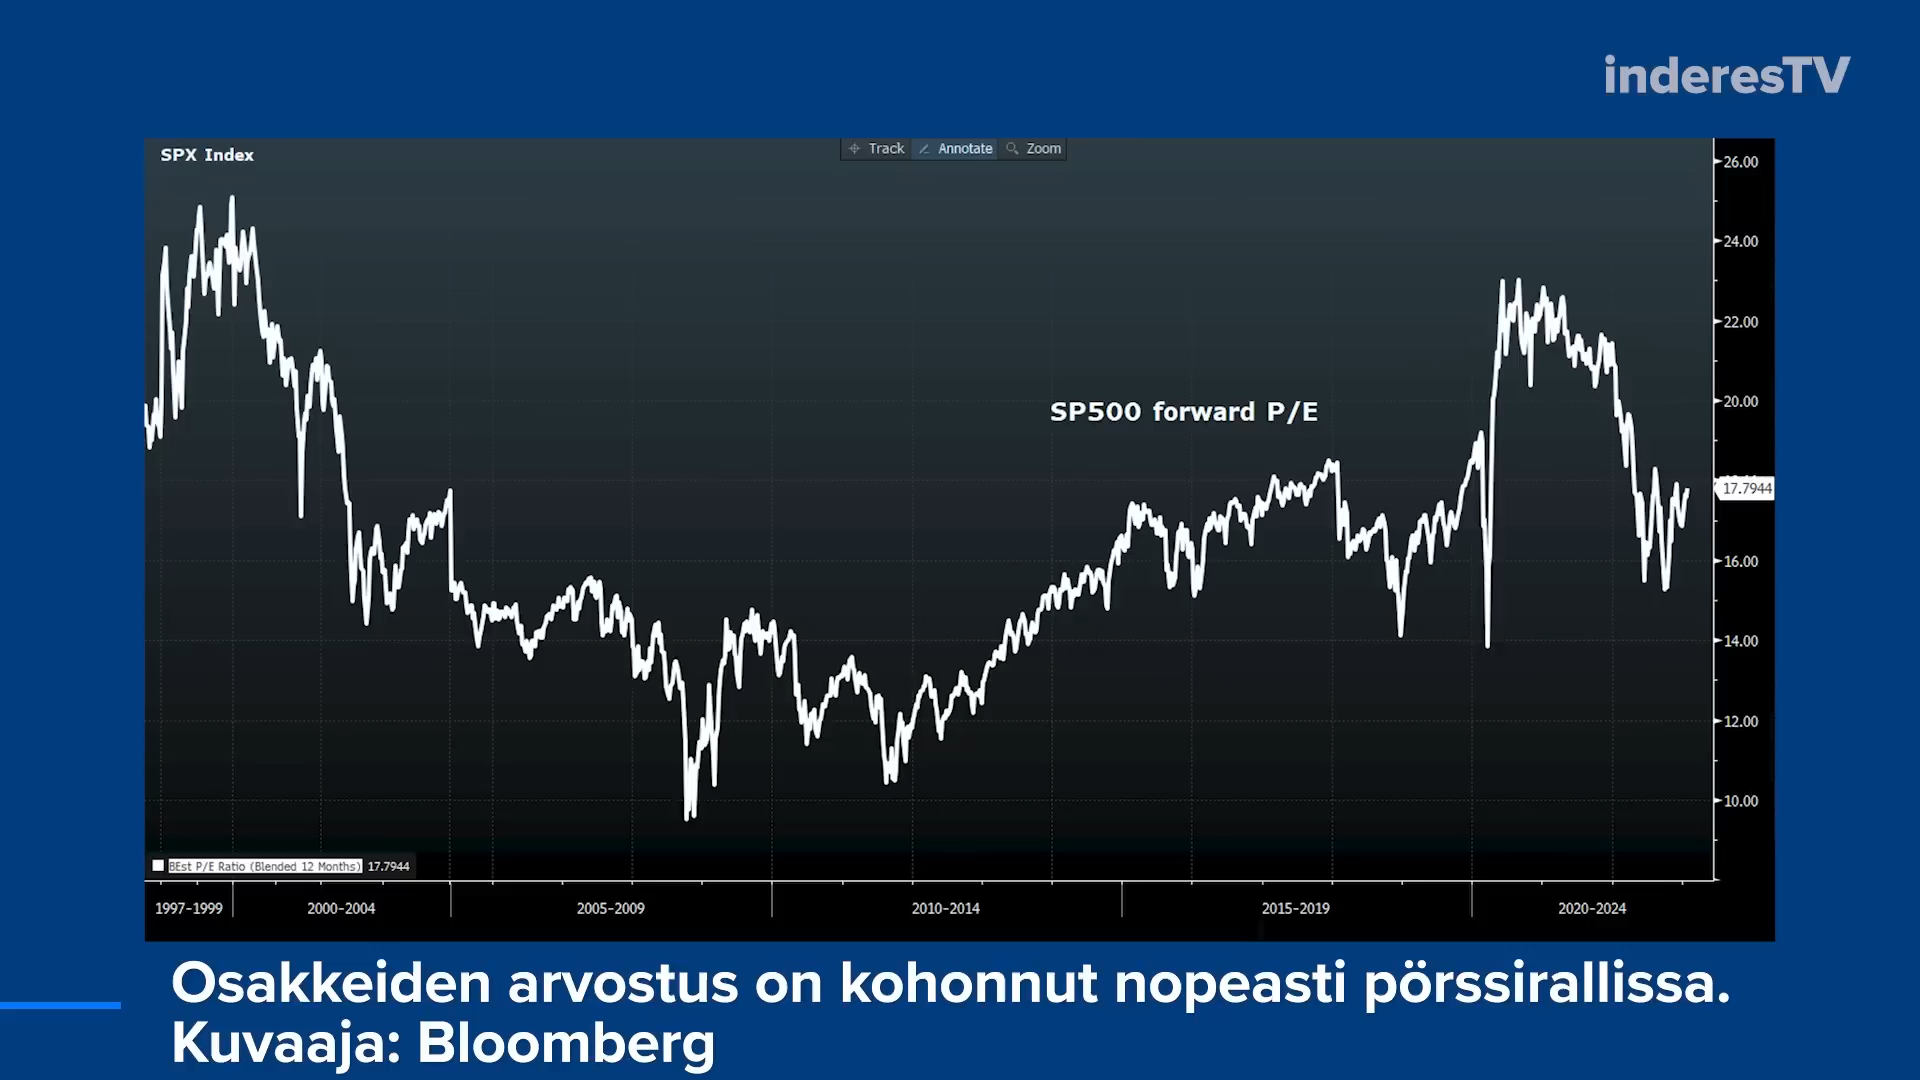 inderesTV
SPX Index
Track Annotate Zoom
26.00
24.00
22.00
SP500 forward P/E
20.00
17.7944
16.00
14.00
12.00
10.00
BEst P/E Ratio (Blended 12 Months) 17.7944
1997-1999 2000-2004 2005-2009 2010-2014 2015-2019 2020-2024
Osakkeiden arvostus on kohonnut nopeasti pörssirallissa.
Kuvaaja: Bloomberg